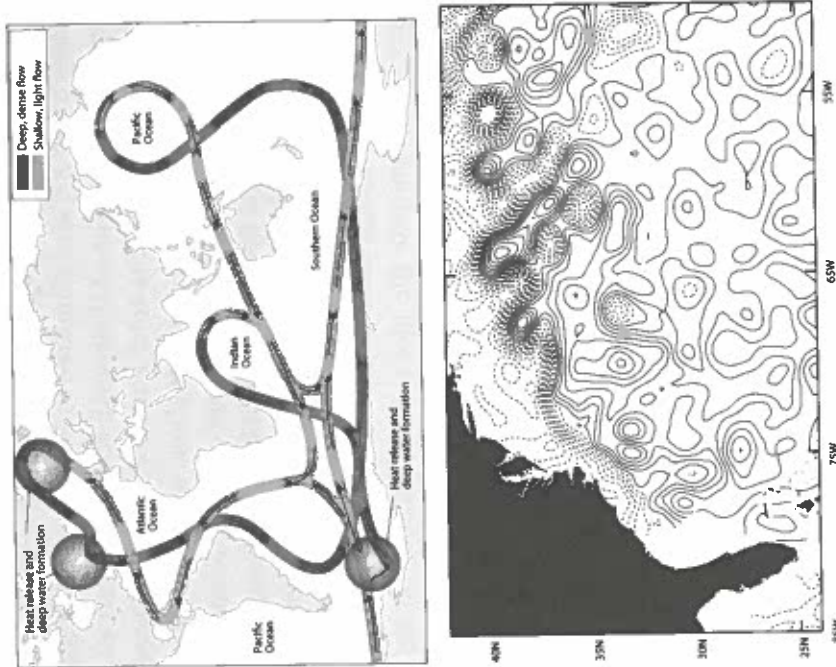 Deep, dense flow
Shallow, light flow
Heat release and
deep water formation
Pacific
Ocean
Atlantic
Ocean
Indian
Ocean
Southern Ocean
Pacific
Ocean
Heat release and
deep water formation
40N
35N
30N
25N
75W
65W
55W